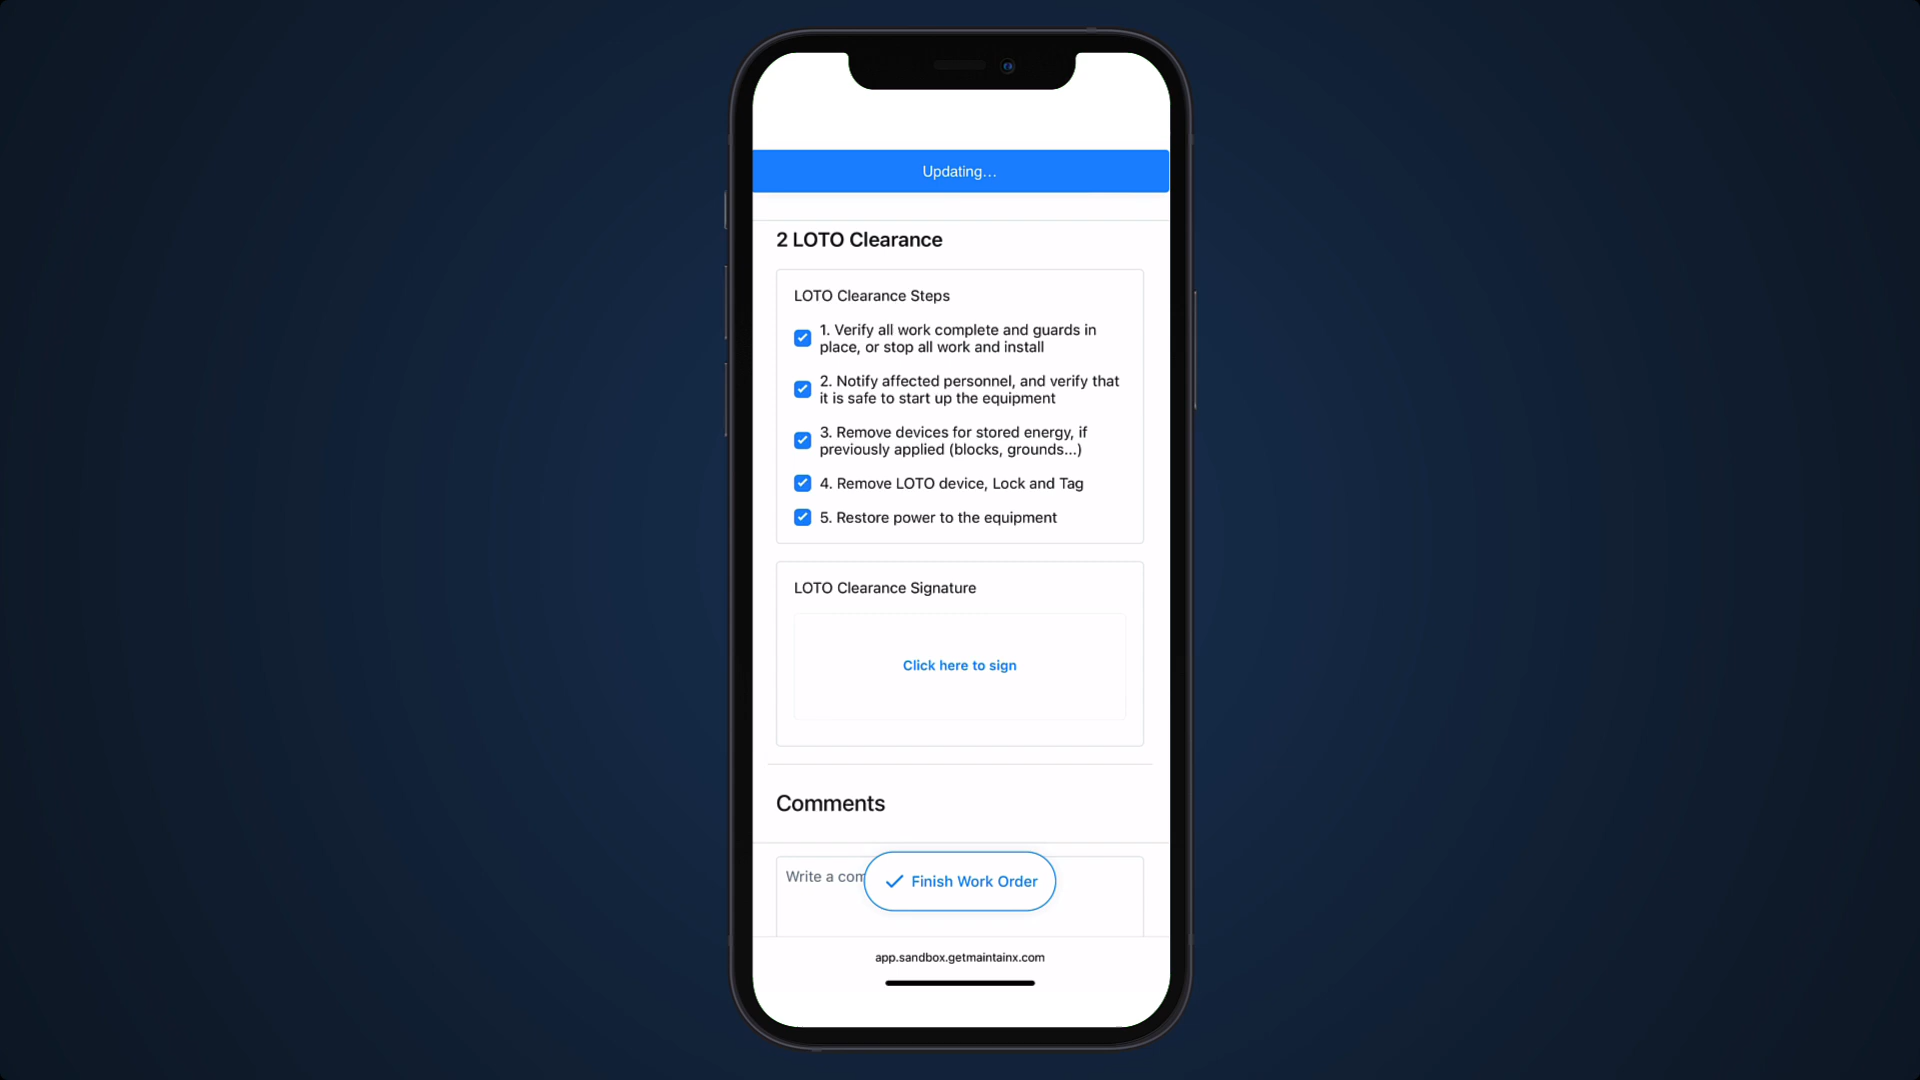 Updating...
2 LOTO Clearance
LOTO Clearance Steps
1. Verify all work complete and guards in
place, or stop all work and install
2. Notify affected personnel, and verify that
it is safe to start up the equipment
3. Remove devices for stored energy, if
previously applied (blocks, grounds...)
4. Remove LOTO device, Lock and Tag
5. Restore power to the equipment
LOTO Clearance Signature
Click here to sign
Comments
Write a com
Finish Work Order
app.sandbox.getmaintainx.com